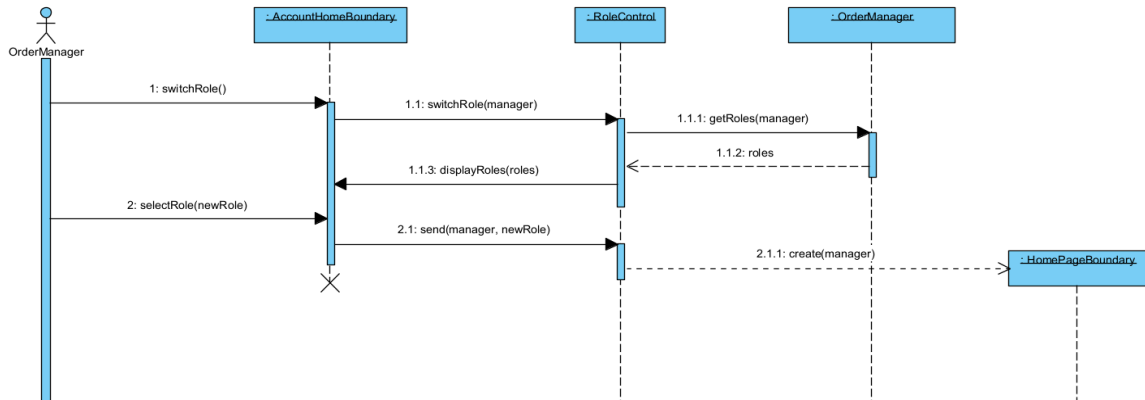 : AccountHomeBoundary
: RoleControl
: OrderManager
OrderManager
1: switchRole()
1.1: switchRole(manager)
1.1.1: getRoles(manager)
1.1.2: roles
1.1.3: displayRoles(roles)
2: selectRole(newRole)
2.1: send(manager, newRole)
2.1.1: create(manager)
: HomePageBoundary